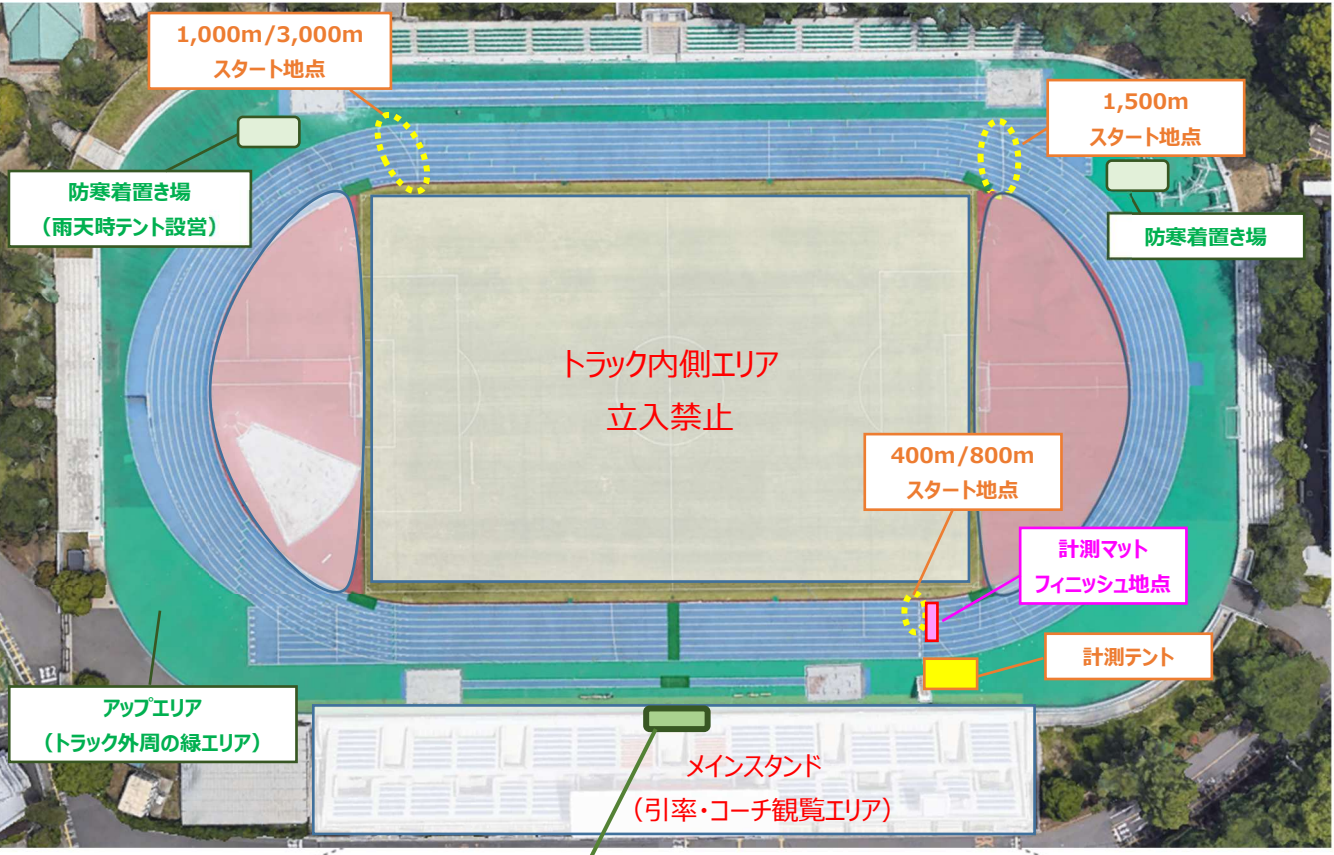 1,000m/3,000m
スタート地点
1,500m
スタート地点
防寒着置き場
（雨天時テント設営）
防寒着置き場
トラック内側エリア
立入禁止
400m/800m
スタート地点
計測マット
フィニッシュ地点
計測テント
アップエリア
（トラック外周の緑エリア）
メインスタンド
（引率・コーチ観覧エリア）